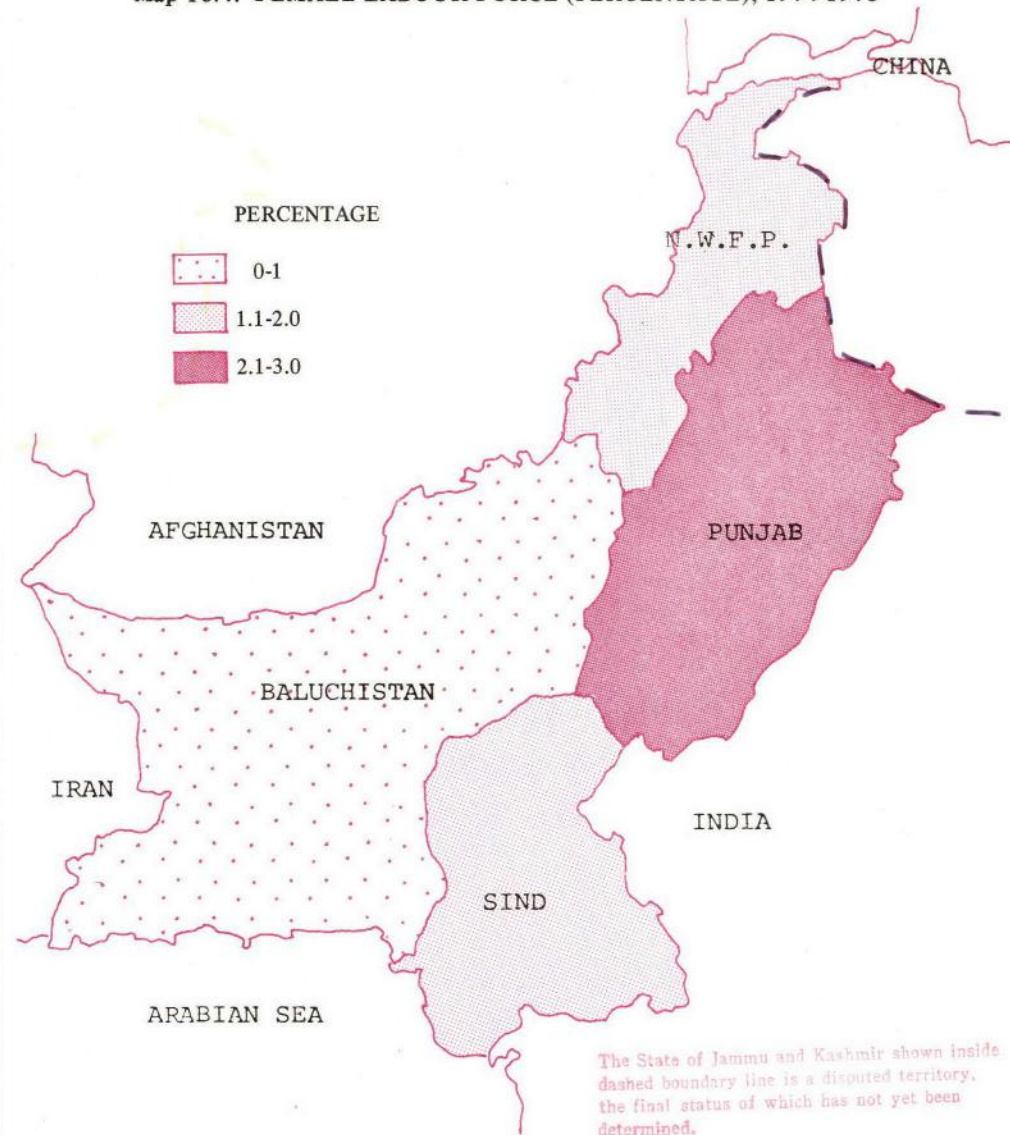 CHINA
PERCENTAGE
N.W.F.P.
0-1
1.1-2.0
2.1-3.0
AFGHANISTAN
PUNJAB
BALUCHISTAN
IRAN
INDIA
SIND
ARABIAN SEA
The State of Jammu and Kashmir shown inside
dashed boundary line is a disputed territory,
the final status of which has not yet been
determined.